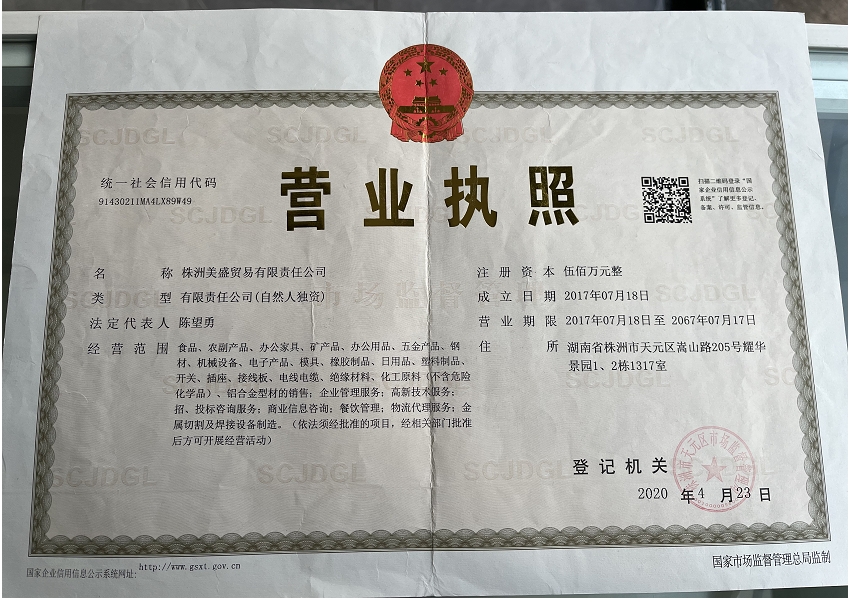 统一社会信用代码
91430211MA4LX89W49
营业执照
扫描二维码登录“国
家企业信用信息公示
系统”了解更多登记、
备案、许可、监管信息。
名 称 株洲美盛贸易有限责任公司
类 型 有限责任公司(自然人独资)
法定代表人 陈望勇
经营范围 食品、农副产品、办公家具、矿产品、办公用品、五金产品、钢
材、机械设备、电子产品、模具、橡胶制品、日用品、塑料制品、
开关、插座、接线板、电线电缆、绝缘材料、化工原料(不含危险
化学品)、铝合金型材的销售;企业管理服务;高新技术服务;
招、投标咨询服务;商业信息咨询;餐饮管理;物流代理服务;金
属切割及焊接设备制造。(依法须经批准的项目,经相关部门批准
后方可开展经营活动)
注册资本 伍佰万元整
成立日期 2017年07月18日
营业期限 2017年07月18日至 2067年07月17日
住 所 湖南省株洲市天元区嵩山路205号耀华
景园1、2栋1317室
登记机关
2020 年 4 月 23 日
国家企业信用信息公示系统网址:
http://www.gsxt.gov.cn
国家市场监督管理总局监制
SCJDGL
市场监督